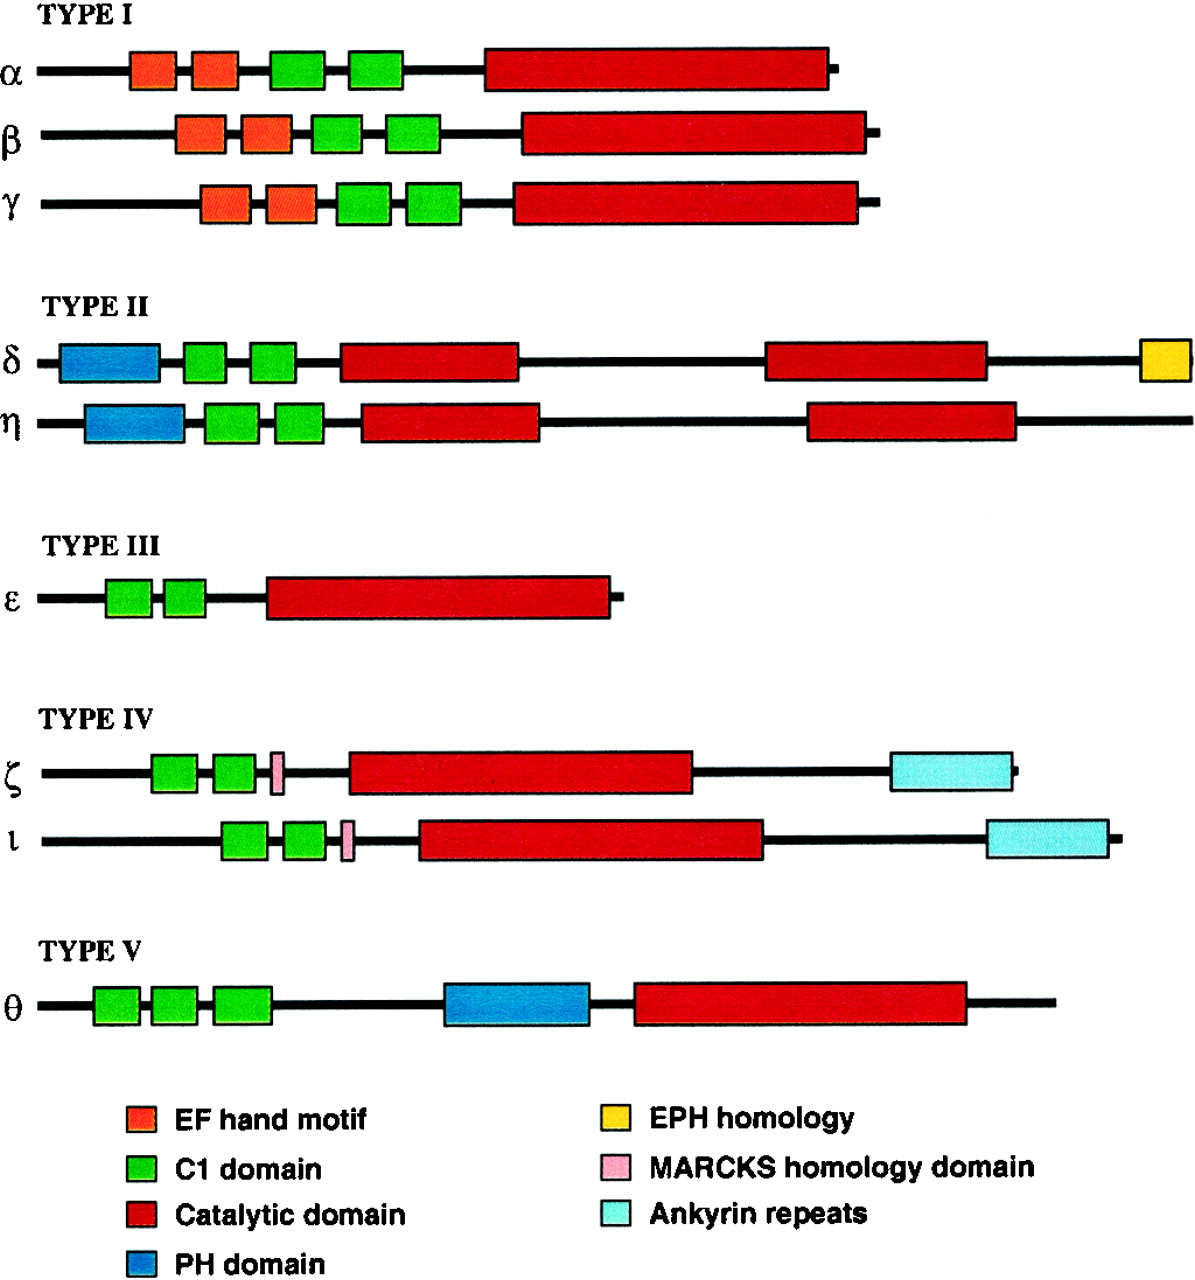 TYPE I
α
β
γ
TYPE II
δ
η
TYPE III
ε
TYPE IV
ζ
ι
TYPE V
θ
EF hand motif
C1 domain
Catalytic domain
PH domain
EPH homology
MARCKS homology domain
Ankyrin repeats